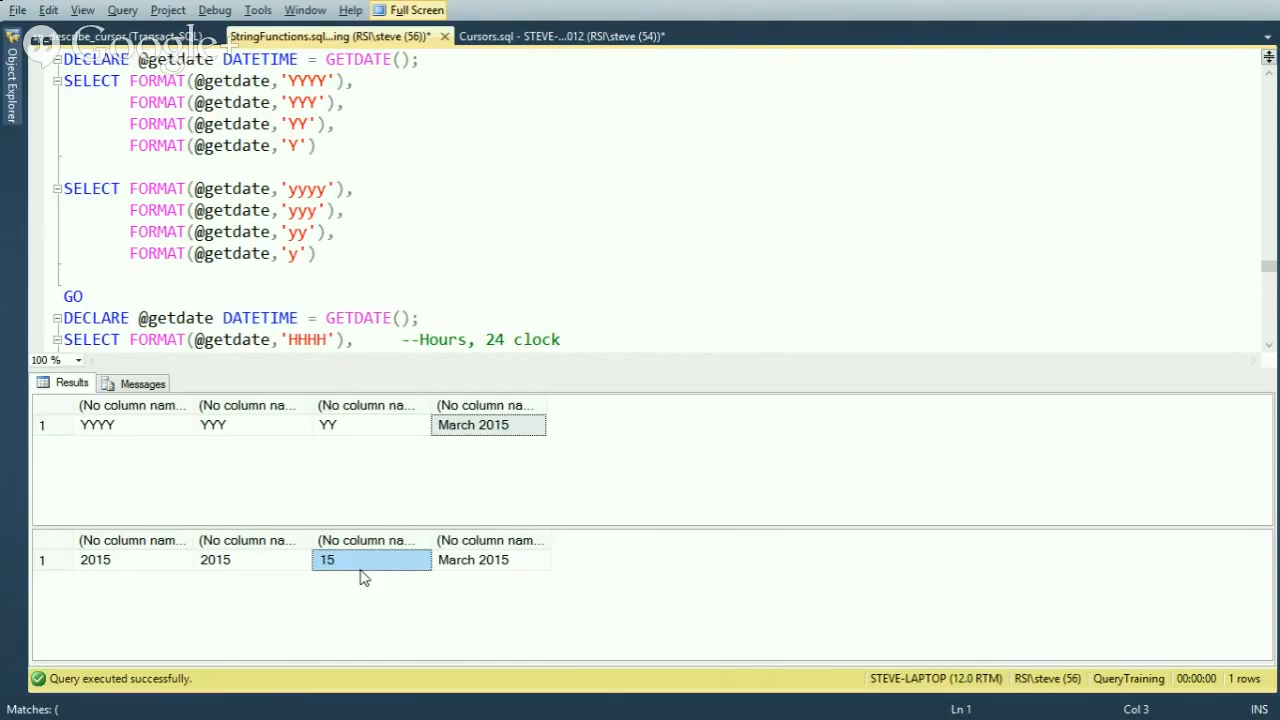 File Edit View Query Project Debug Tools Window Help Full Screen
sp_describe_cursor (Transact-SQL) StringFunctions.sql...ing (RSI\steve (56))* Cursors.sql - STEVE-...012 (RSI\steve (54))*
Google+
Object Explorer
DECLARE @getdate DATETIME = GETDATE();
SELECT FORMAT(@getdate,'YYYY'),
FORMAT(@getdate,'YYY'),
FORMAT(@getdate,'YY'),
FORMAT(@getdate,'Y')
SELECT FORMAT(@getdate,'yyyy'),
FORMAT(@getdate,'yyy'),
FORMAT(@getdate,'yy'),
FORMAT(@getdate,'y')
GO
DECLARE @getdate DATETIME = GETDATE();
SELECT FORMAT(@getdate,'HHHH'), --Hours, 24 clock
100 %
Results Messages
(No column nam... (No column na... (No column na... (No column na...
1 YYYY YYY YY March 2015
(No column nam... (No column na... (No column na... (No column nam...
1 2015 2015 15 March 2015
Query executed successfully. STEVE-LAPTOP (12.0 RTM) RSI\steve (56) QueryTraining 00:00:00 1 rows
Matches: ( Ln 1 Col 3 INS